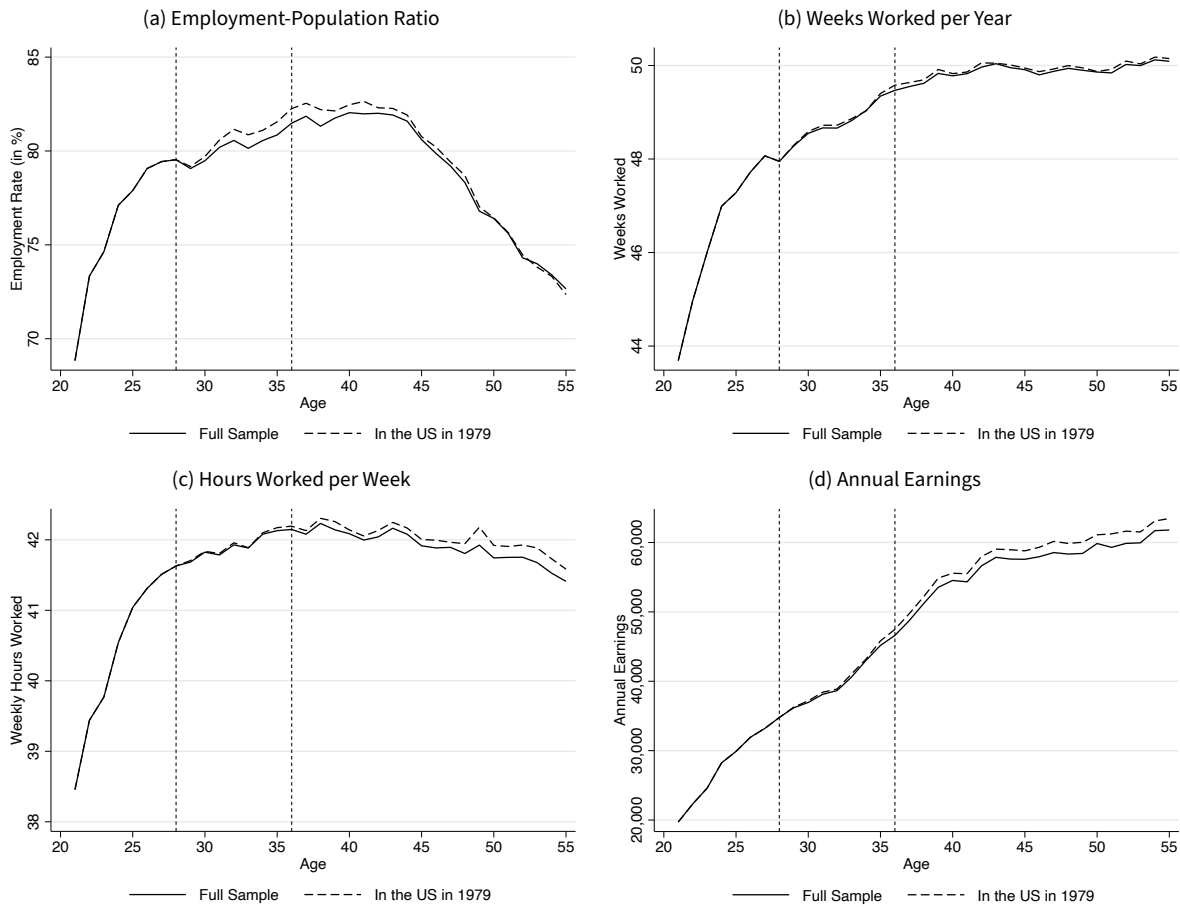 (a) Employment-Population Ratio
Employment Rate (in %)
85
80
75
70
20 25 30 35 40 45 50 55
Age
Full Sample In the US in 1979
(b) Weeks Worked per Year
Weeks Worked
50
48
46
44
20 25 30 35 40 45 50 55
Age
Full Sample In the US in 1979
(c) Hours Worked per Week
Weekly Hours Worked
42
41
40
39
38
20 25 30 35 40 45 50 55
Age
Full Sample In the US in 1979
(d) Annual Earnings
Annual Earnings
60,000
50,000
40,000
30,000
20,000
20 25 30 35 40 45 50 55
Age
Full Sample In the US in 1979